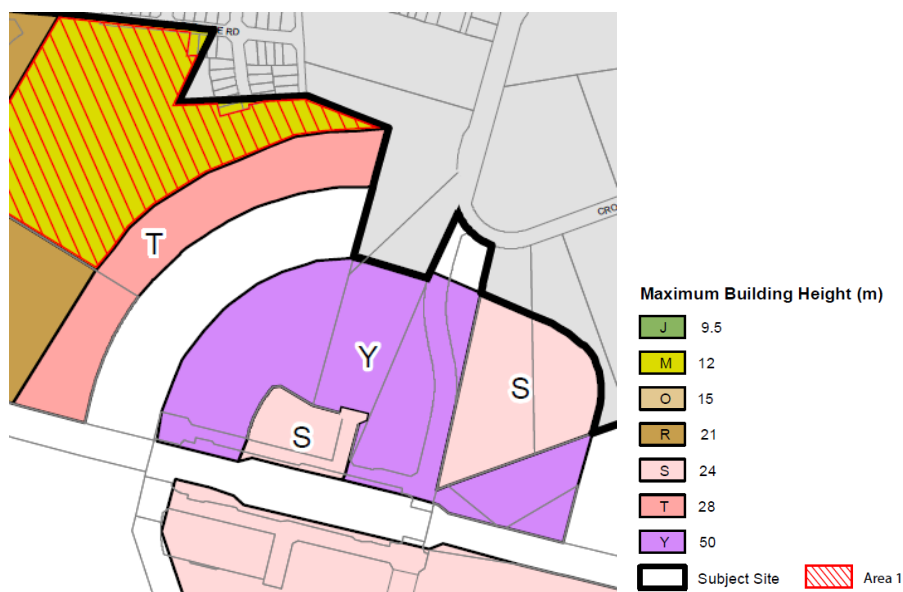 E RD
CRO
T
Y
S
S
Maximum Building Height (m)
J 9.5
M 12
O 15
R 21
S 24
T 28
Y 50
Subject Site Area 1